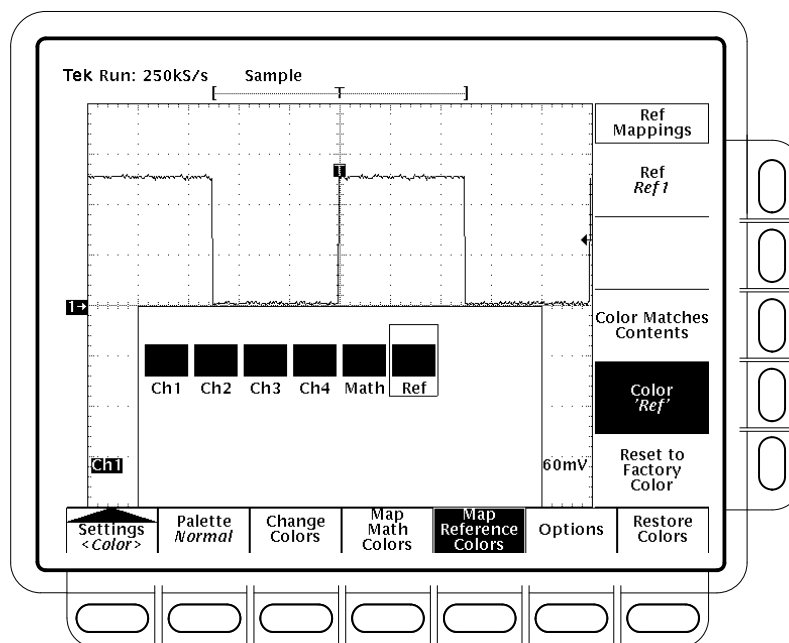 Tek Run: 250kS/s Sample
T
T
1→
Ch1 Ch2 Ch3 Ch4 Math Ref
Ch1
60mV
Ref
Mappings
Ref
Ref 1
Color Matches
Contents
Color
'Ref'
Reset to
Factory
Color
Settings
<Color>
Palette
Normal
Change
Colors
Map
Math
Colors
Map
Reference
Colors
Options
Restore
Colors